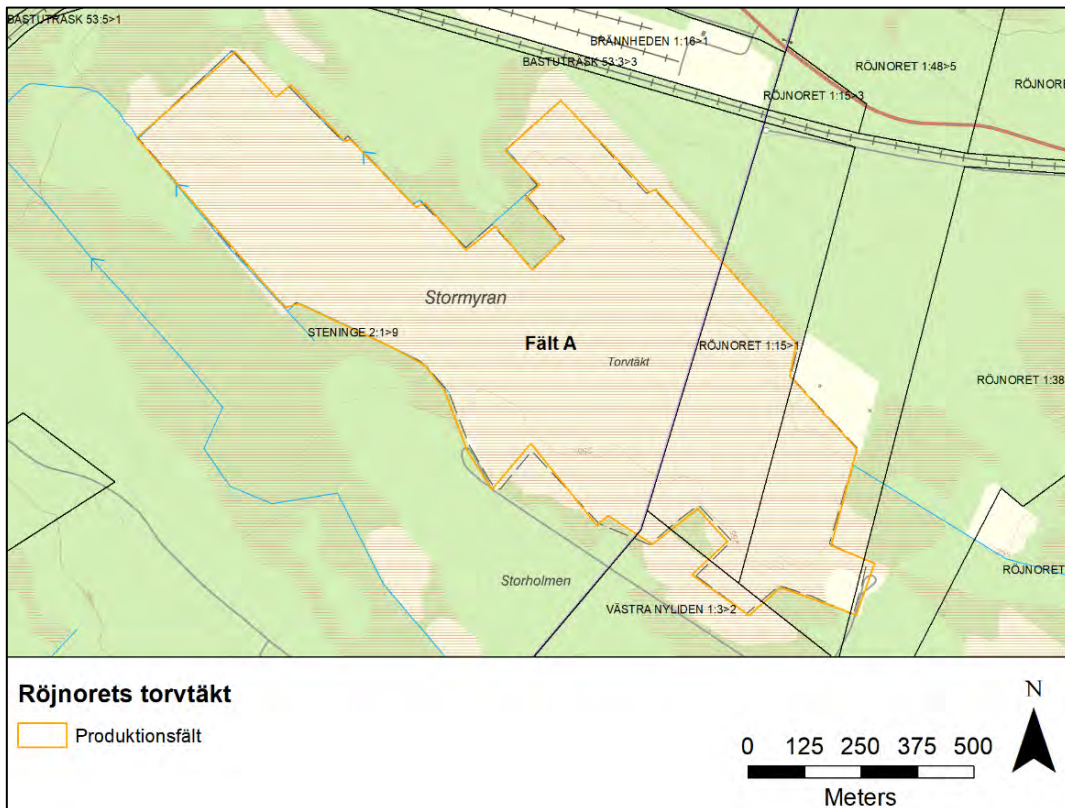 BASTUTRÄSK 53:5>1
BRÄNNHEDEN 1:16>1
BASTUTRÄSK 53:3>3
RÖJNORET 1:48>5
RÖJNORE
RÖJNORET 1:15>3
Stormyran
STENINGE 2:1>9
Fält A
Torvtäkt
RÖJNORET 1:15>1
RÖJNORET 1:38
RÖJNORET
Storholmen
VÄSTRA NYLIDEN 1:3>2
Röjnorets torvtäkt
Produktionsfält
N
0 125 250 375 500
Meters